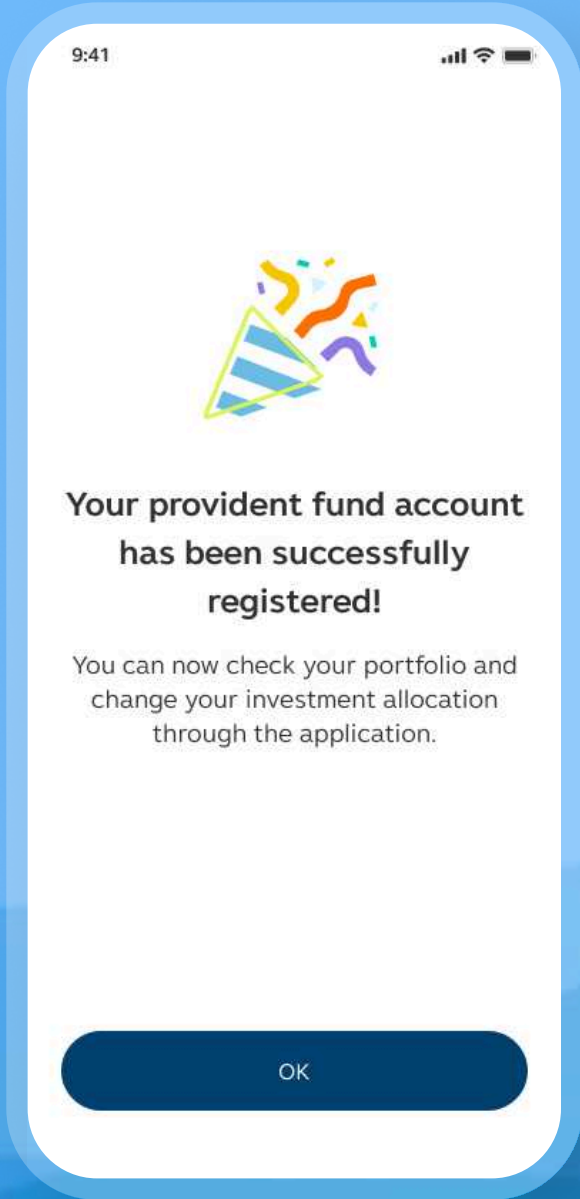 9:41
Your provident fund account
has been successfully
registered!
You can now check your portfolio and
change your investment allocation
through the application.
OK